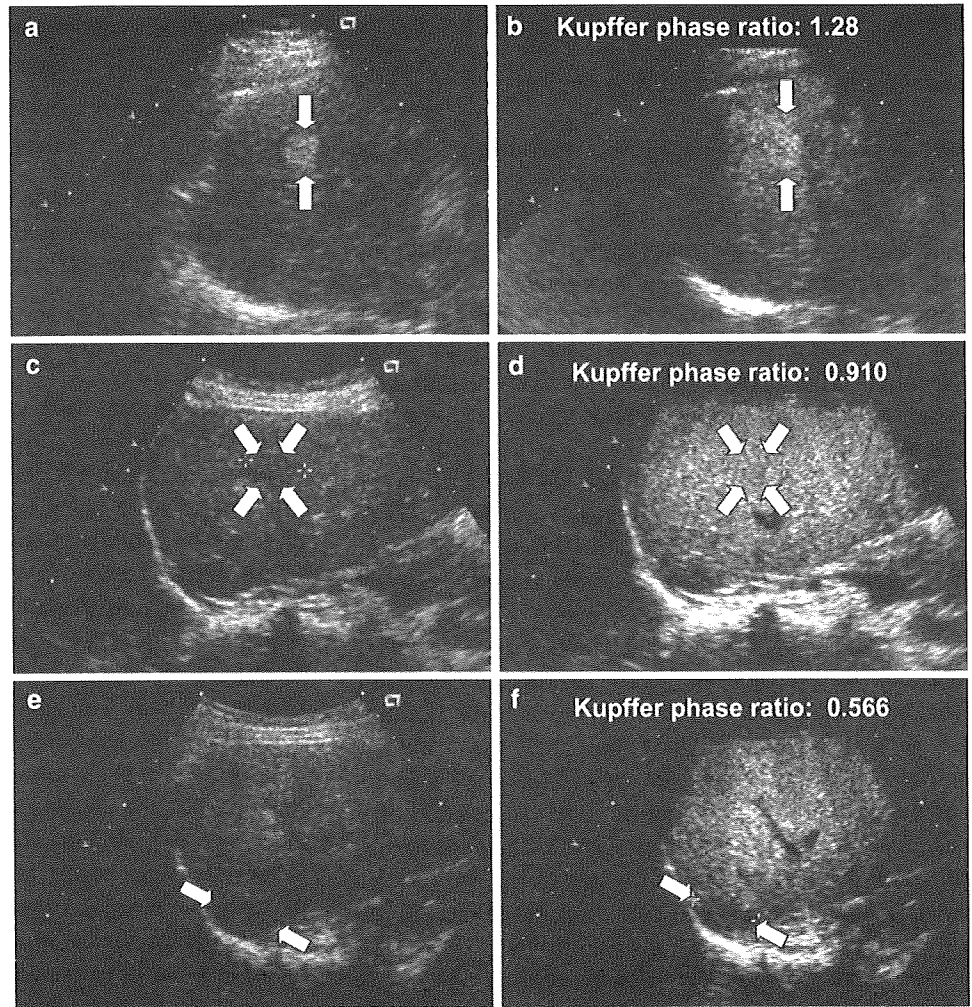 a
b Kupffer phase ratio: 1.28
c
d Kupffer phase ratio: 0.910
e
f Kupffer phase ratio: 0.566